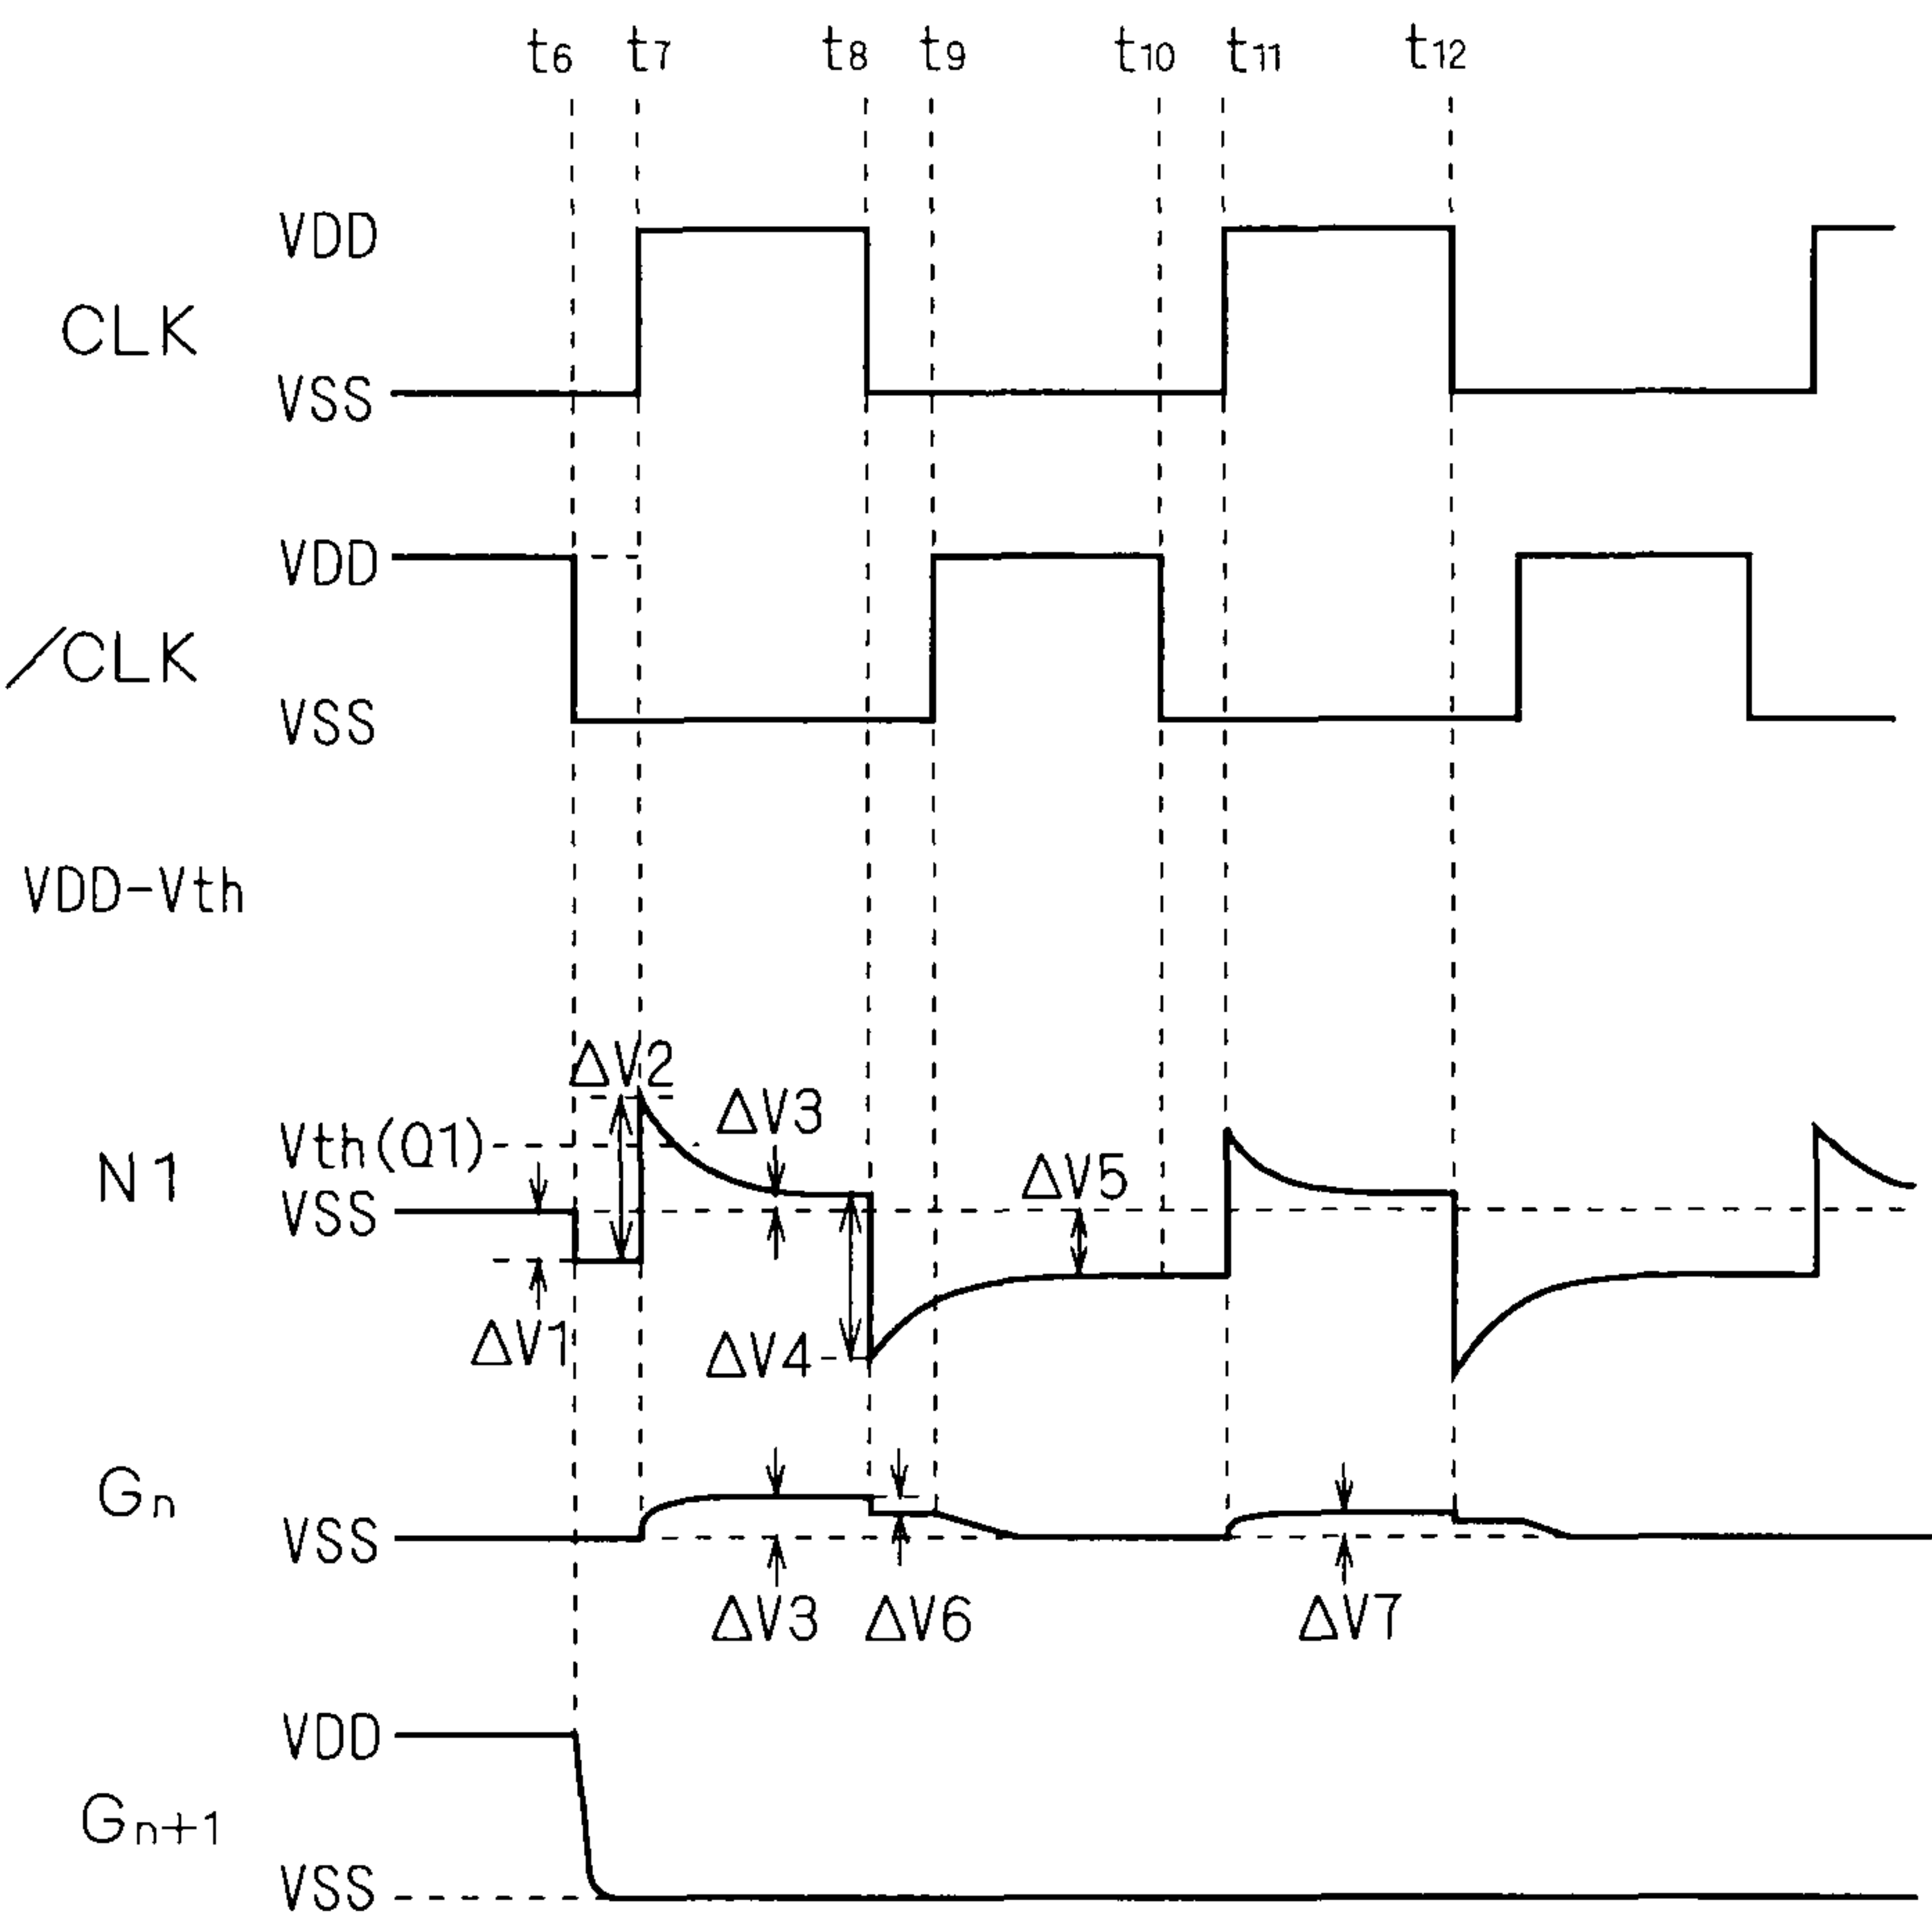 t6 t7 t8 t9 t10 t11 t12
VDD
CLK
VSS
VDD
/CLK
VSS
VDD-Vth
ΔV2
ΔV3
Vth(Q1)
N1
ΔV5
VSS
ΔV1
ΔV4
Gn
VSS
ΔV3 ΔV6 ΔV7
VDD
Gn+1
VSS